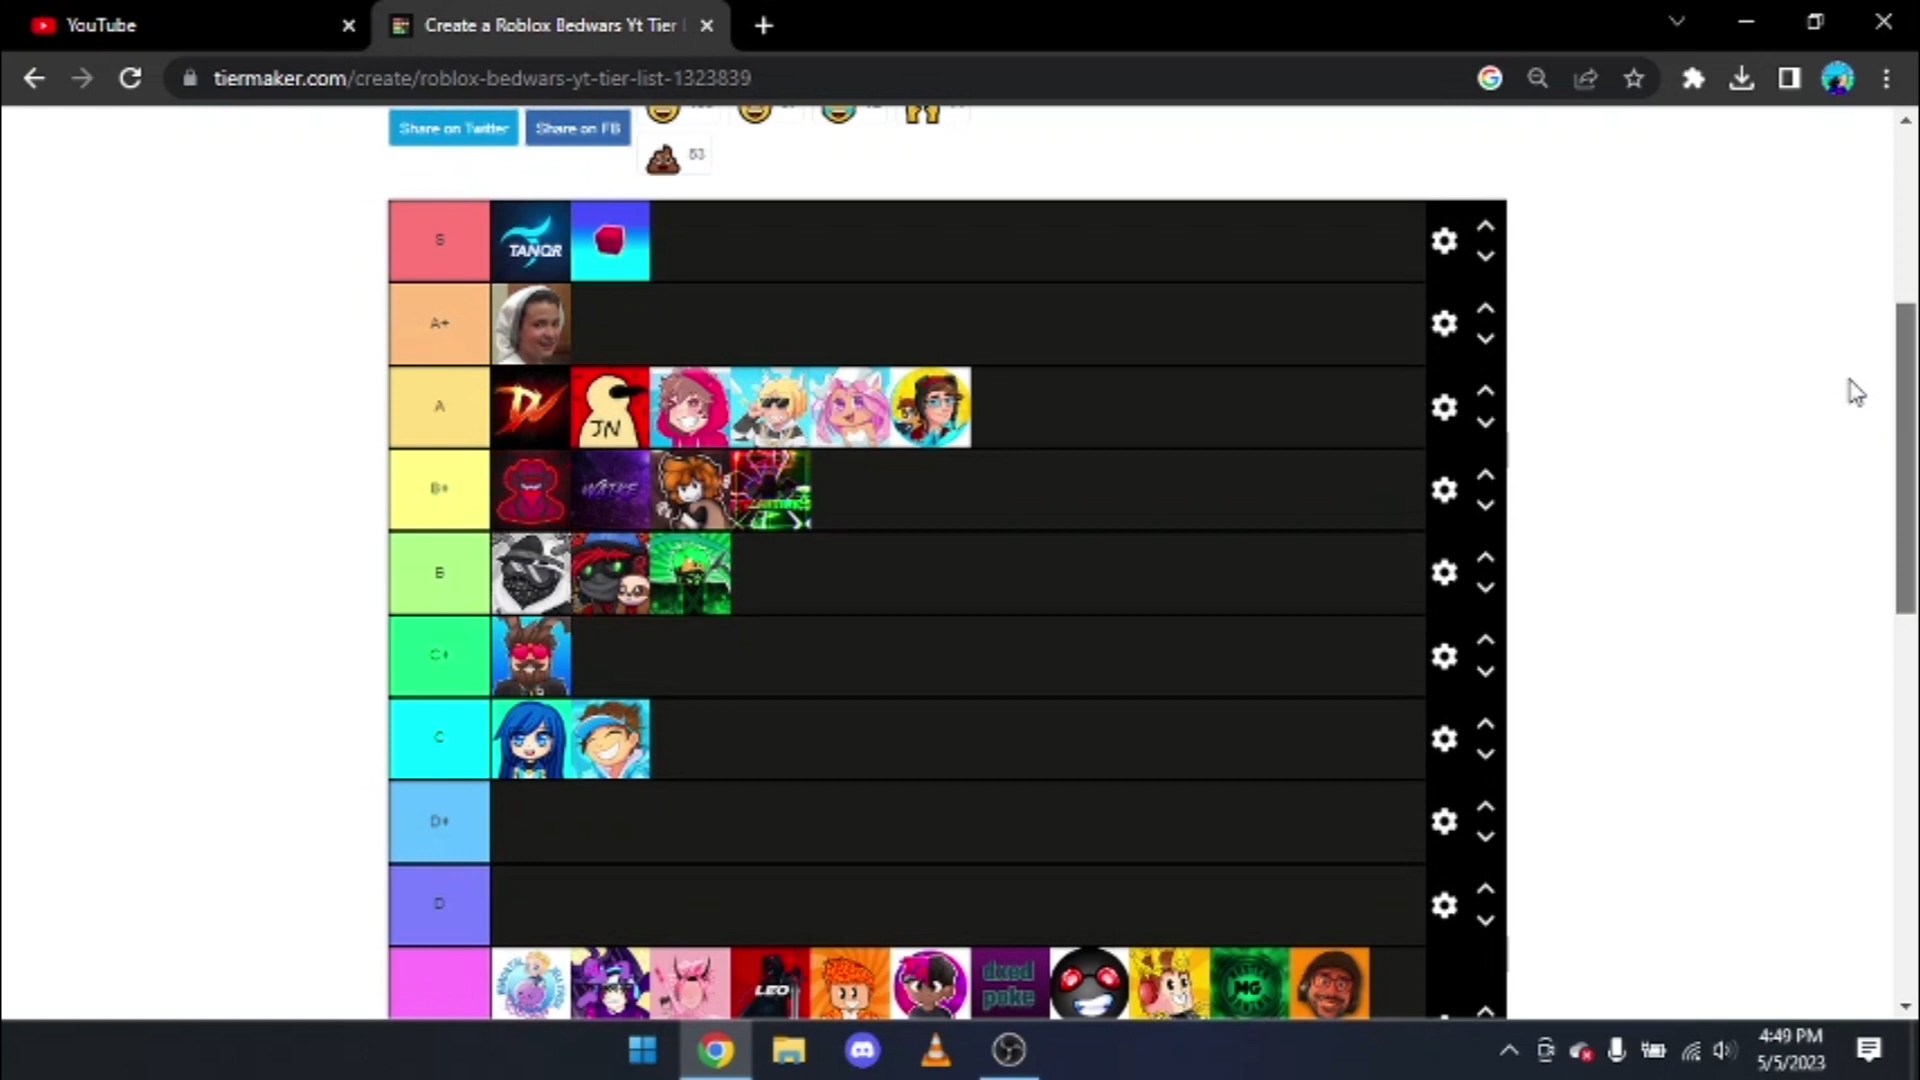 YouTube
Create a Roblox Bedwars Yt Tier
tiermaker.com/create/roblox-bedwars-yt-tier-list-1323839
Share on Twitter
Share on FB
53
S
TANQR
A+
A
JN
B+
B
C+
C
D+
D
LEO
dxed
poke
MG
4:49 PM
5/5/2023